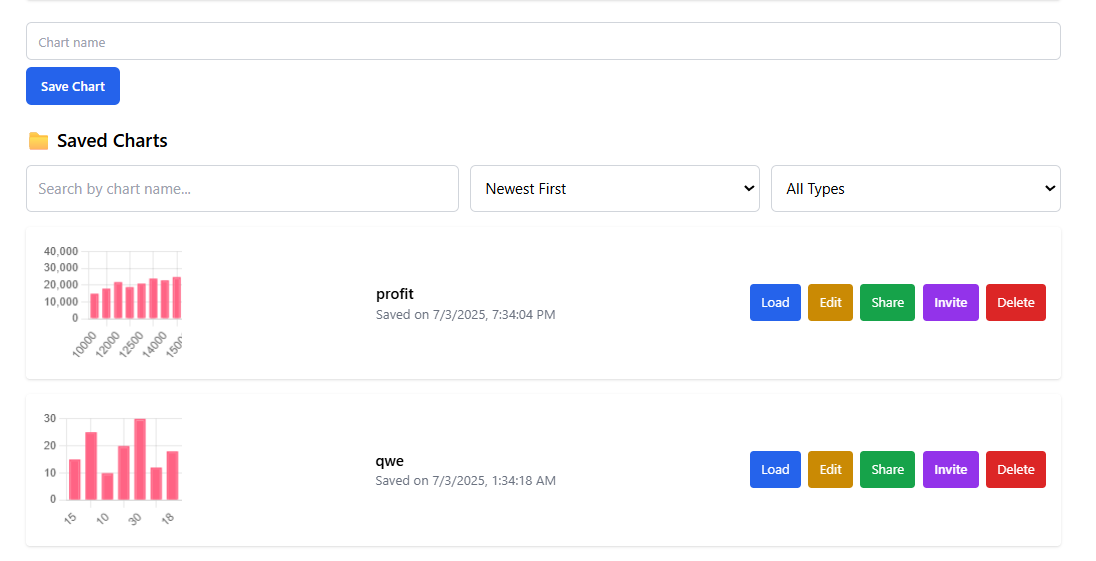 Chart name
Save Chart
Saved Charts
Search by chart name...
Newest First
All Types
40,000
30,000
20,000
10,000
0
10000
12000
12500
14000
profit
Saved on 7/3/2025, 7:34:04 PM
Load
Edit
Share
Invite
Delete
30
20
10
0
15
10
30
18
qwe
Saved on 7/3/2025, 1:34:18 AM
Load
Edit
Share
Invite
Delete